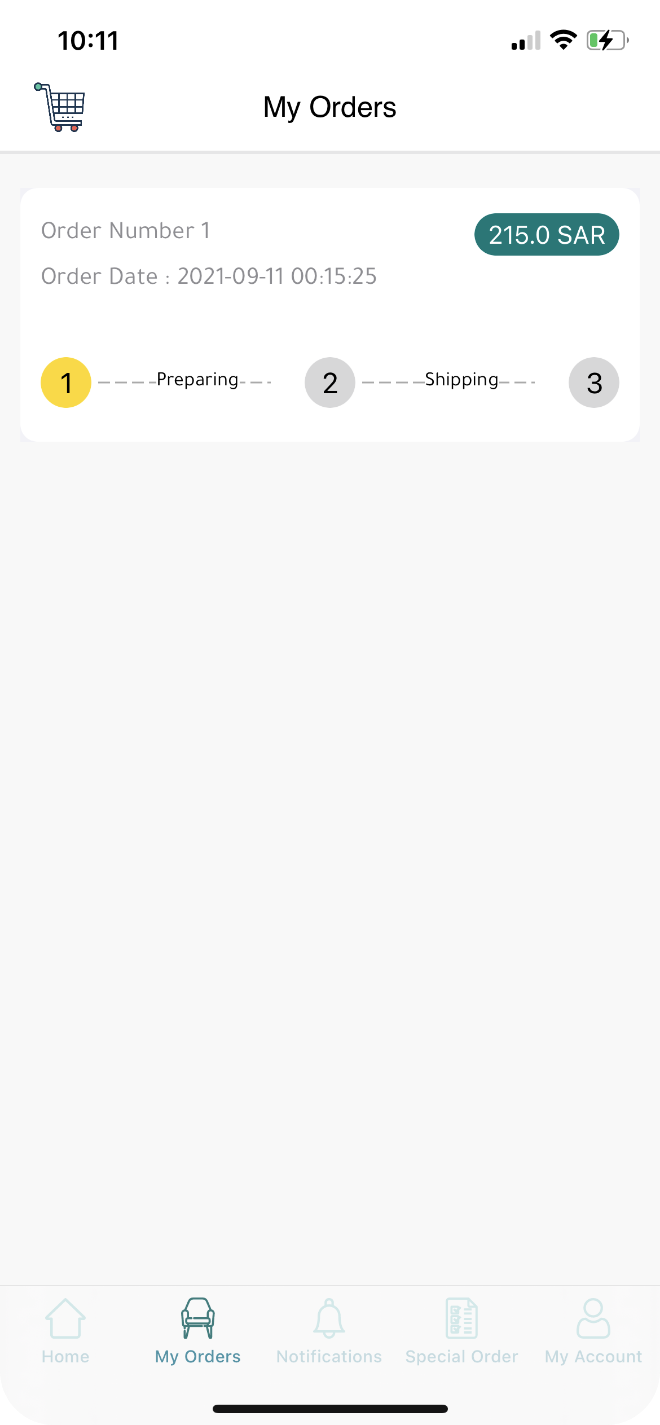 10:11
My Orders
Order Number 1
215.0 SAR
Order Date : 2021-09-11 00:15:25
1 Preparing 2 Shipping 3
Home My Orders Notifications Special Order My Account